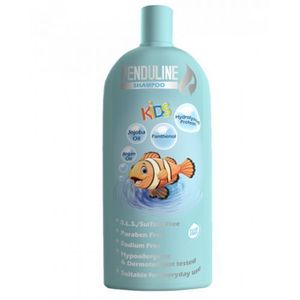 ENDULINE
SHAMPOO
KiDS
Jojoba
Oil
Panthenol
Hydrolyzed
Protein
Argan
Oil
S.L.S./Sulfate Free
Paraben Free
Sodium Free
Hypoallergenic
& Dermatologist tested
Suitable for everyday use